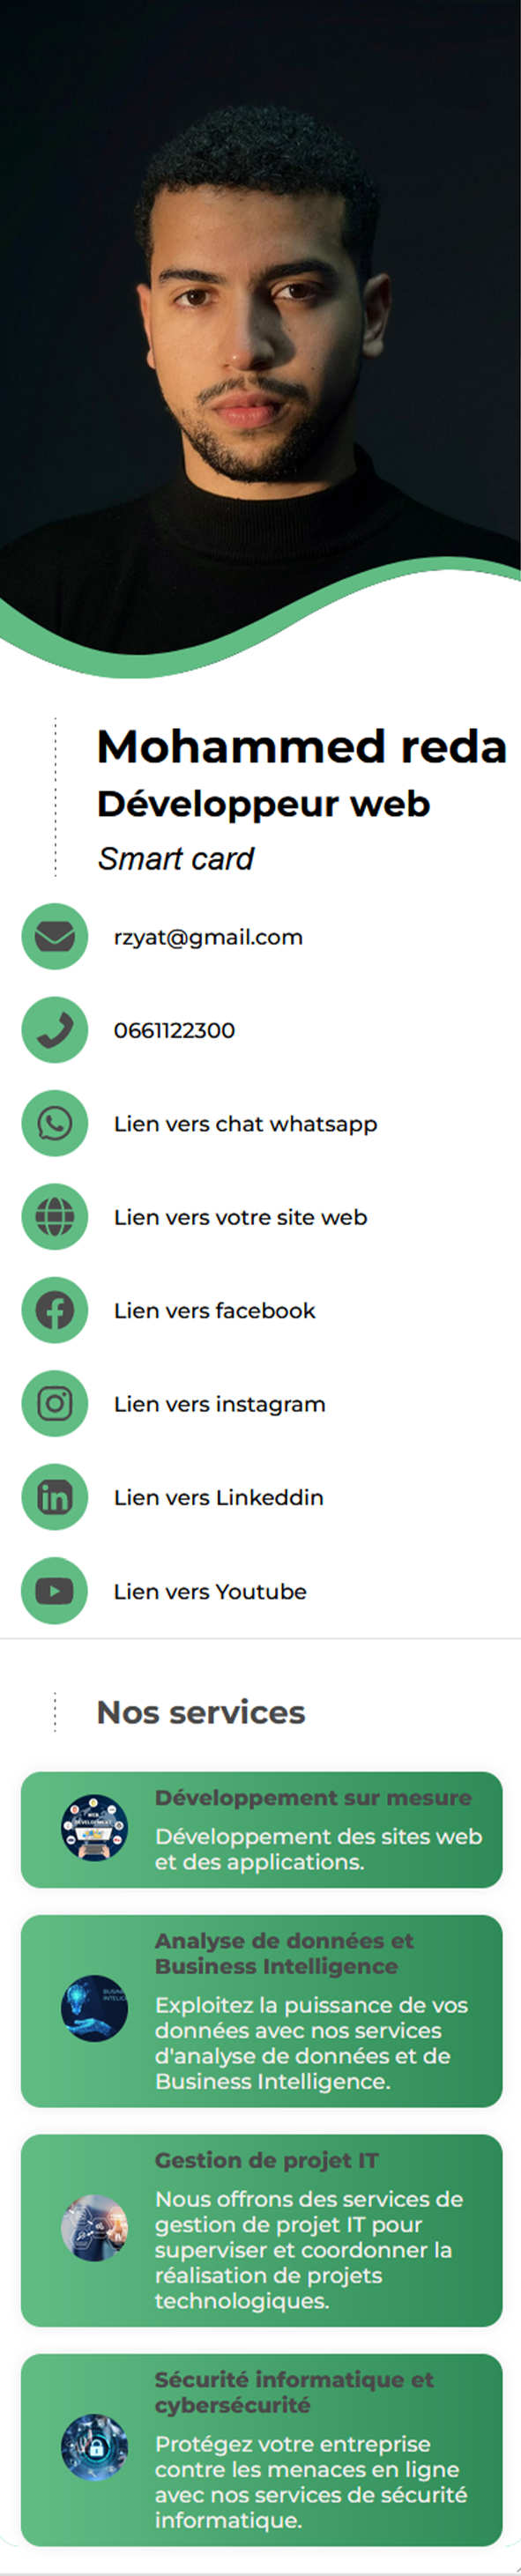 Mohammed reda
Développeur web
Smart card
rzyat@gmail.com
0661122300
Lien vers chat whatsapp
Lien vers votre site web
Lien vers facebook
Lien vers instagram
Lien vers Linkeddin
Lien vers Youtube
Nos services
Développement sur mesure
Développement des sites web
et des applications.
Analyse de données et
Business Intelligence
Exploitez la puissance de vos
données avec nos services
d'analyse de données et de
Business Intelligence.
Gestion de projet IT
Nous offrons des services de
gestion de projet IT pour
superviser et coordonner la
réalisation de projets
technologiques.
Sécurité informatique et
cybersécurité
Protégez votre entreprise
contre les menaces en ligne
avec nos services de sécurité
informatique.